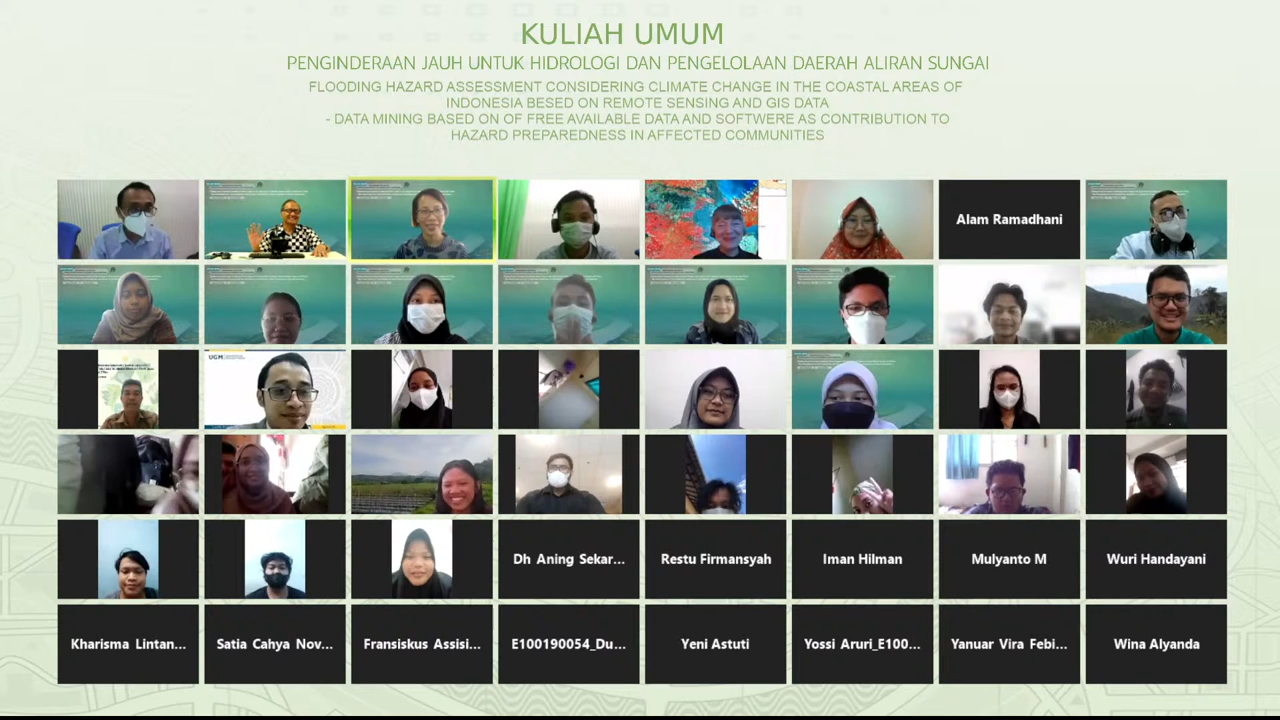 KULIAH UMUM
PENGINDERAAN JAUH UNTUK HIDROLOGI DAN PENGELOLAAN DAERAH ALIRAN SUNGAI
FLOODING HAZARD ASSESSMENT CONSIDERING CLIMATE CHANGE IN THE COASTAL AREAS OF
INDONESIA BESED ON REMOTE SENSING AND GIS DATA
- DATA MINING BASED ON OF FREE AVAILABLE DATA AND SOFTWERE AS CONTRIBUTION TO
HAZARD PREPAREDNESS IN AFFECTED COMMUNITIES
Alam Ramadhani
UGM
Dh Aning Sekar...
Restu Firmansyah
Iman Hilman
Mulyanto M
Wuri Handayani
Kharisma Lintan...
Satia Cahya Nov...
Fransiskus Assisi...
E100190054_Du...
Yeni Astuti
Yossi Aruri_E100...
Yanuar Vira Febi...
Wina Alyanda